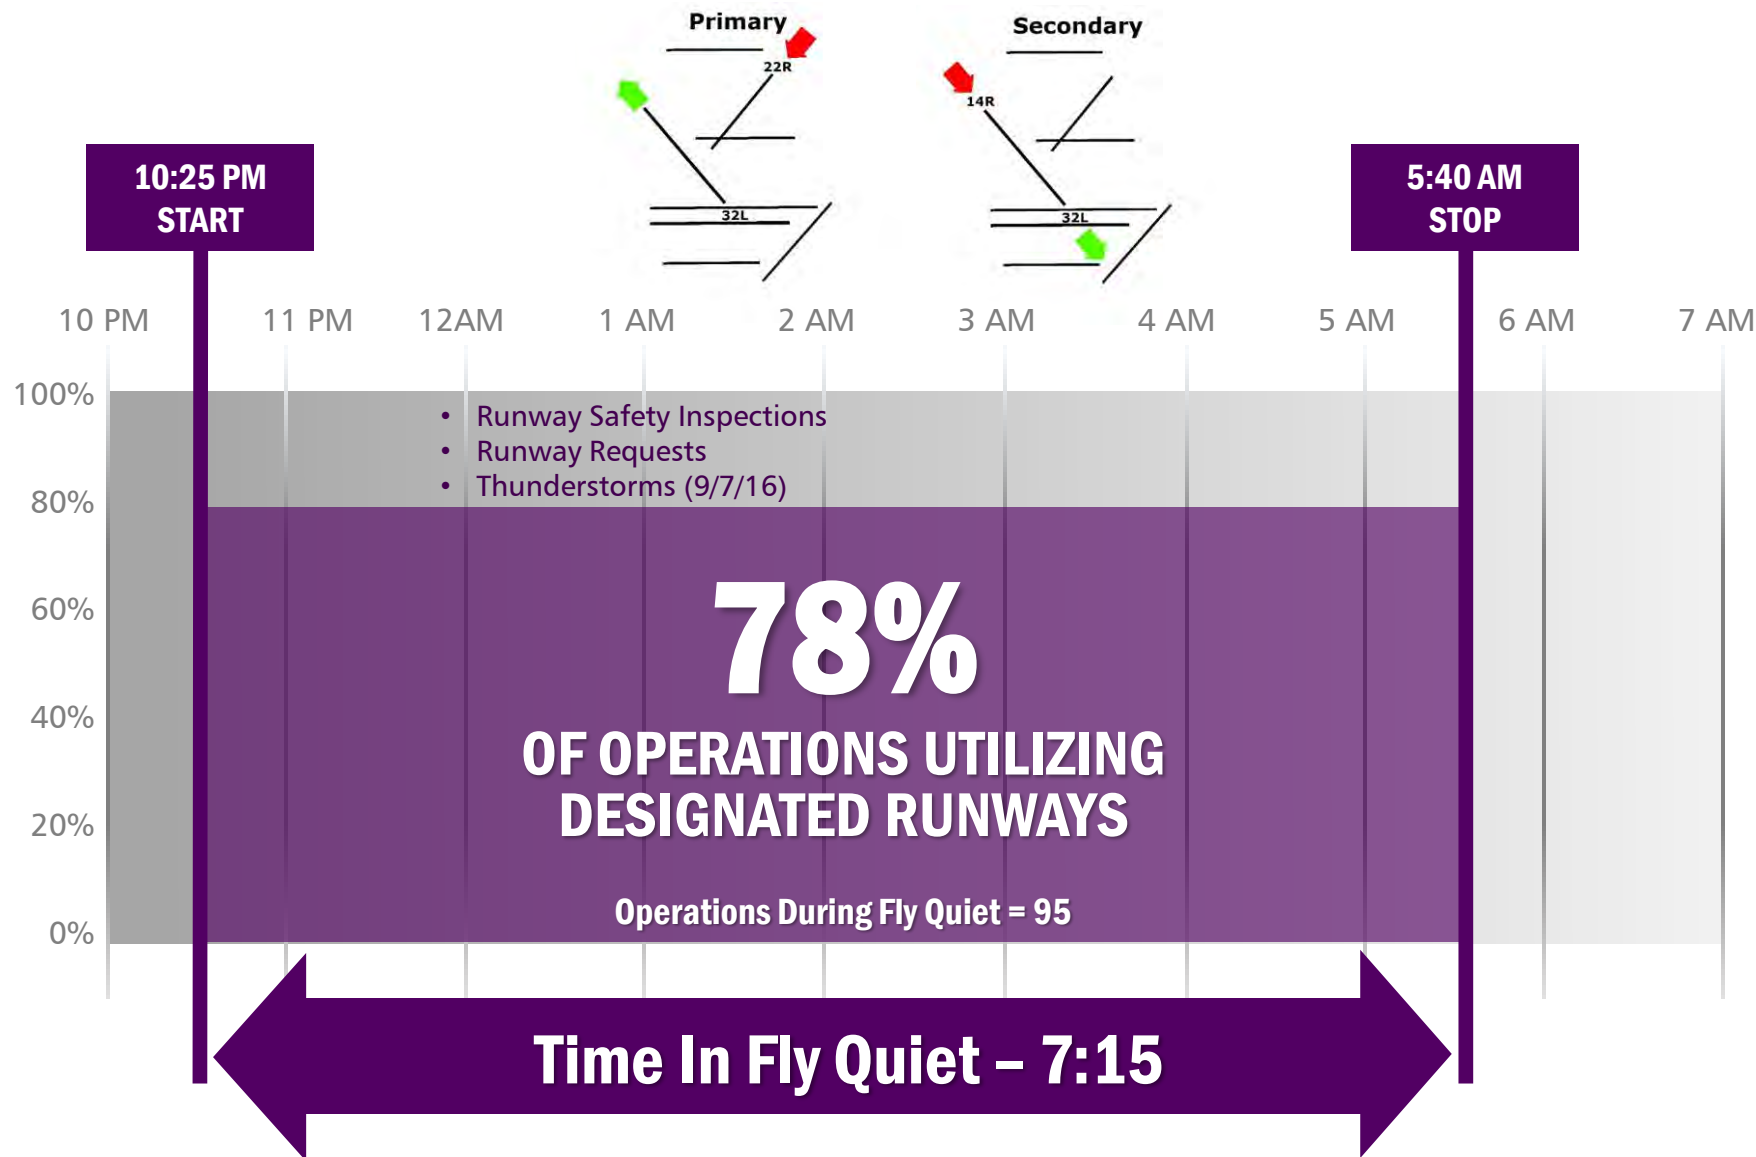 Primary
Secondary
22R
14R
32L
32L
10:25 PM
START
5:40 AM
STOP
10 PM
11 PM
12AM
1 AM
2 AM
3 AM
4 AM
5 AM
6 AM
7 AM
100%
80%
60%
40%
20%
0%
• Runway Safety Inspections
• Runway Requests
• Thunderstorms (9/7/16)
78%
OF OPERATIONS UTILIZING
DESIGNATED RUNWAYS
Operations During Fly Quiet = 95
Time In Fly Quiet – 7:15